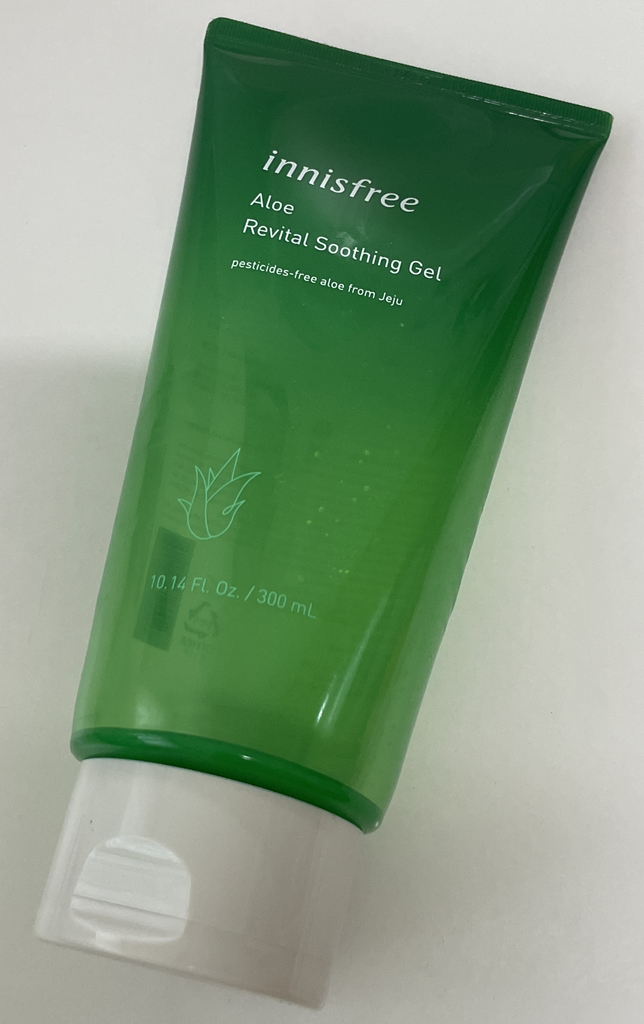 innisfree
Aloe
Revital Soothing Gel
pesticides-free aloe from Jeju
10.14 Fl. Oz. / 300 mL